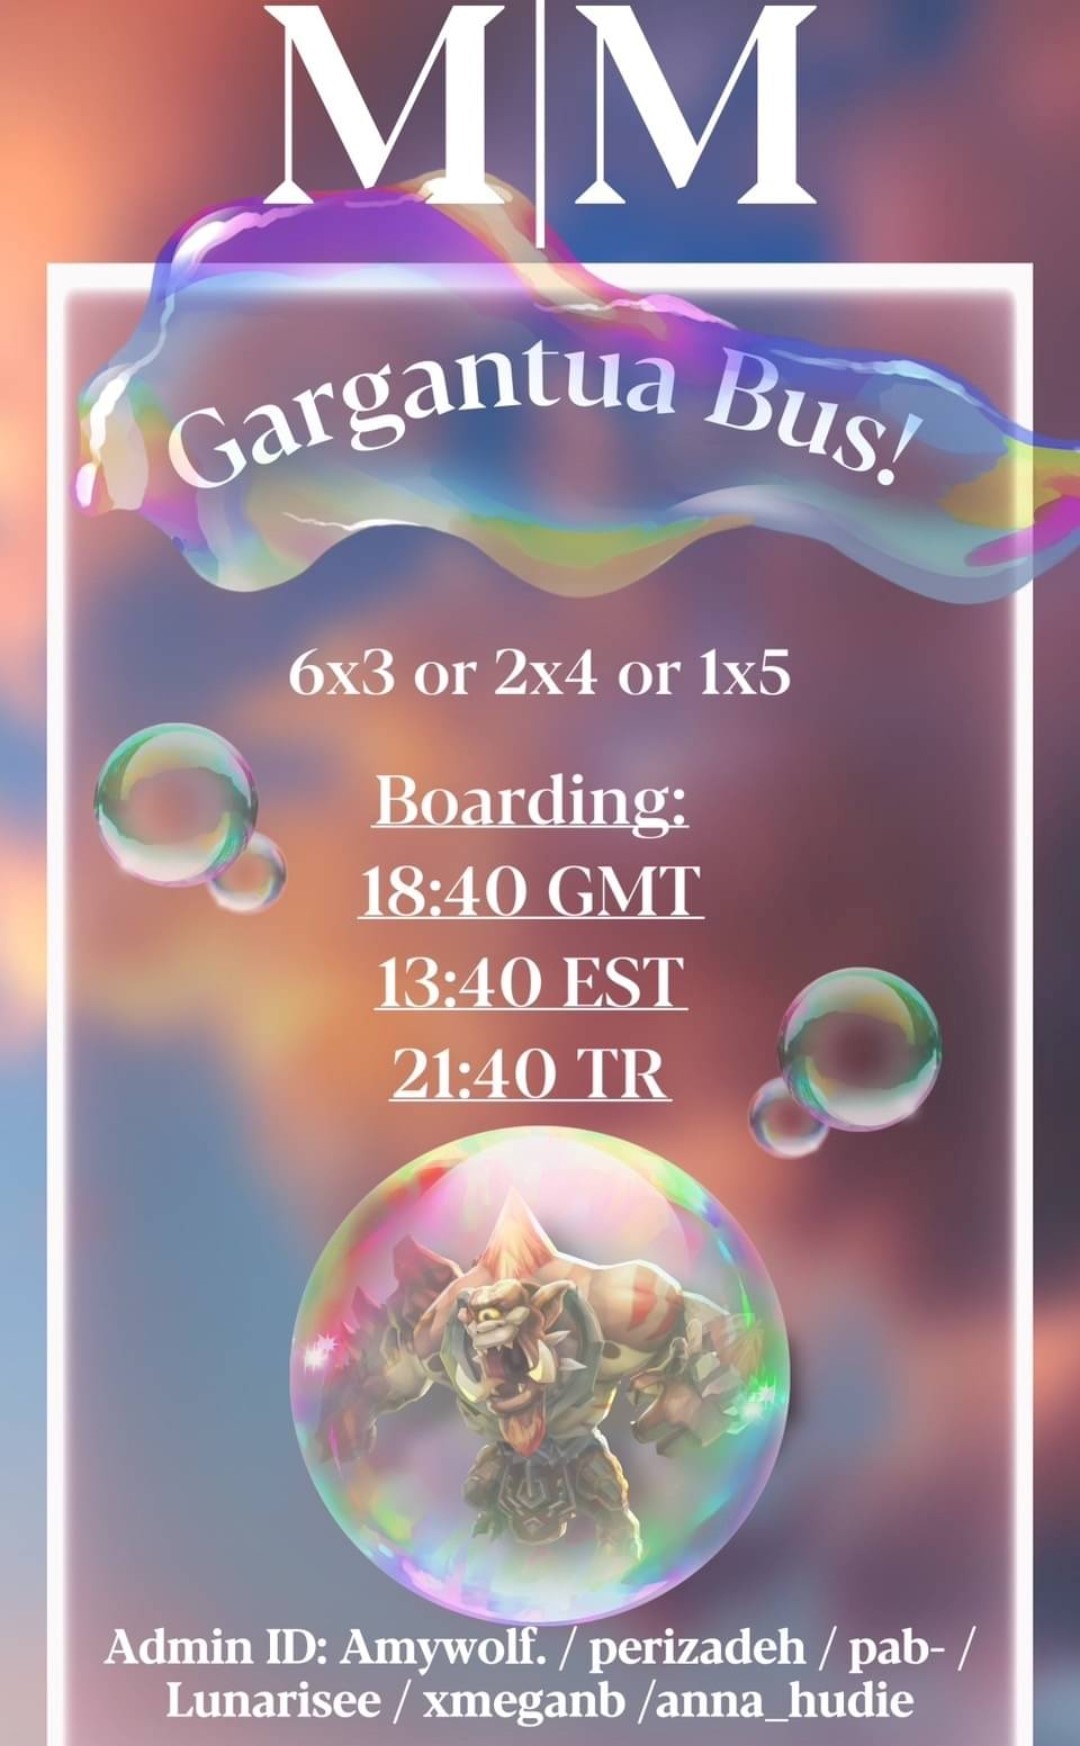 M|M
Gargantua Bus!
6x3 or 2x4 or 1x5
Boarding:
18:40 GMT
13:40 EST
21:40 TR
Admin ID: Amywolf. / perizadeh / pab- /
Lunarisee / xmeganb /anna_hudie